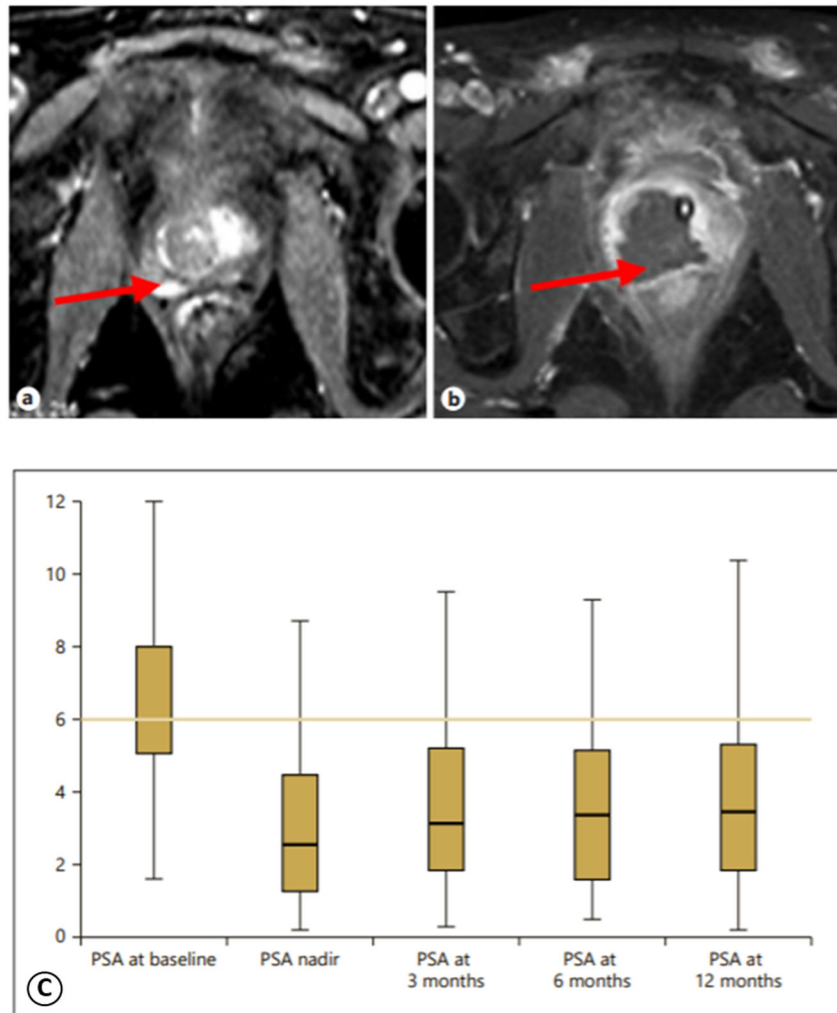 a
b
12
10
8
6
4
2
0
PSA at baseline
PSA nadir
PSA at
3 months
PSA at
6 months
PSA at
12 months
C